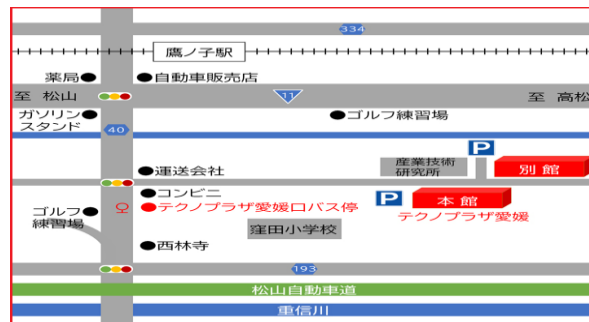 334
鷹ノ子駅
薬局
自動車販売店
至 松山
11
至 高松
ガソリン
スタンド
ゴルフ練習場
40
P
産業技術
研究所
別館
運送会社
コンビニ
P
本館
テクノプラザ愛媛口バス停
テクノプラザ愛媛
ゴルフ
練習場
窪田小学校
西林寺
193
松山自動車道
重信川